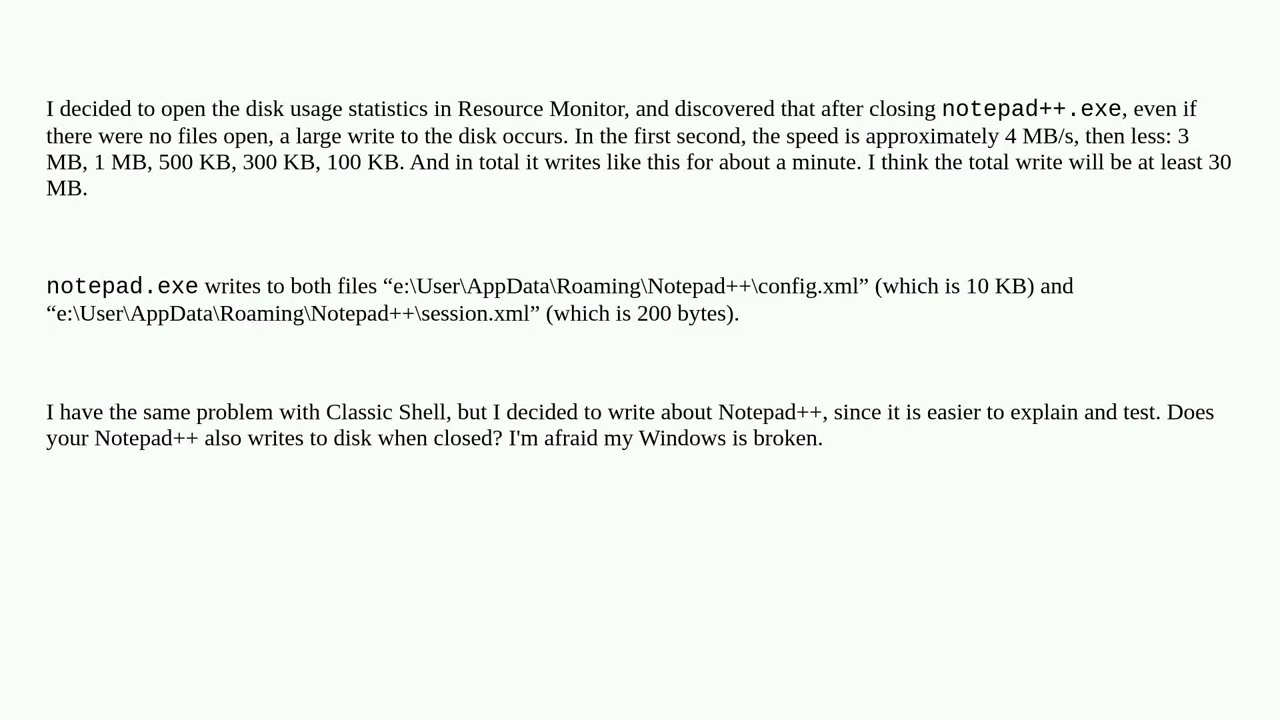 I decided to open the disk usage statistics in Resource Monitor, and discovered that after closing notepad++.exe, even if
there were no files open, a large write to the disk occurs. In the first second, the speed is approximately 4 MB/s, then less: 3
MB, 1 MB, 500 KB, 300 KB, 100 KB. And in total it writes like this for about a minute. I think the total write will be at least 30
MB.
notepad.exe writes to both files “e:\User\AppData\Roaming\Notepad++\config.xml” (which is 10 KB) and
“e:\User\AppData\Roaming\Notepad++\session.xml” (which is 200 bytes).
I have the same problem with Classic Shell, but I decided to write about Notepad++, since it is easier to explain and test. Does
your Notepad++ also writes to disk when closed? I'm afraid my Windows is broken.